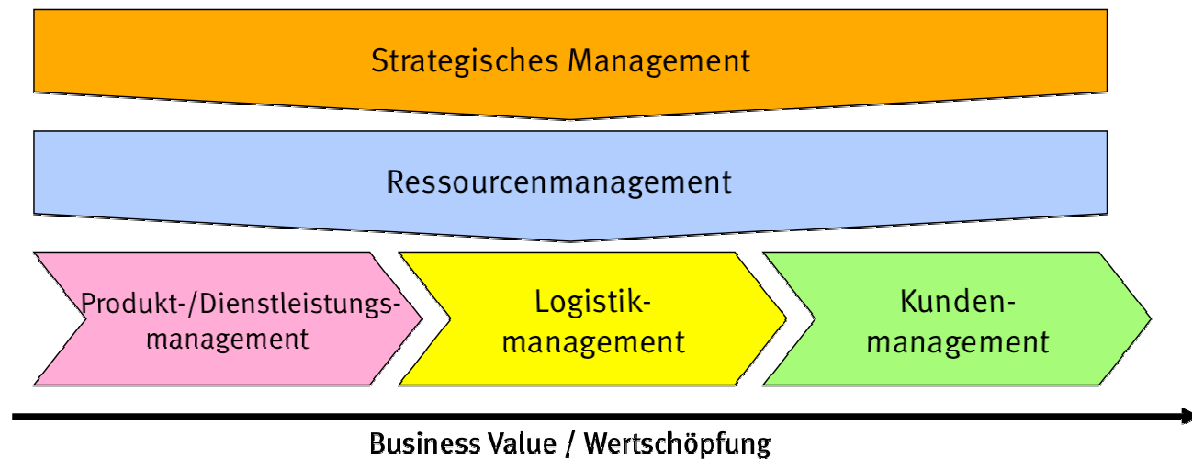 Strategisches Management
Ressourcenmanagement
Produkt-/Dienstleistungs-
management
Logistik-
management
Kunden-
management
Business Value / Wertschöpfung